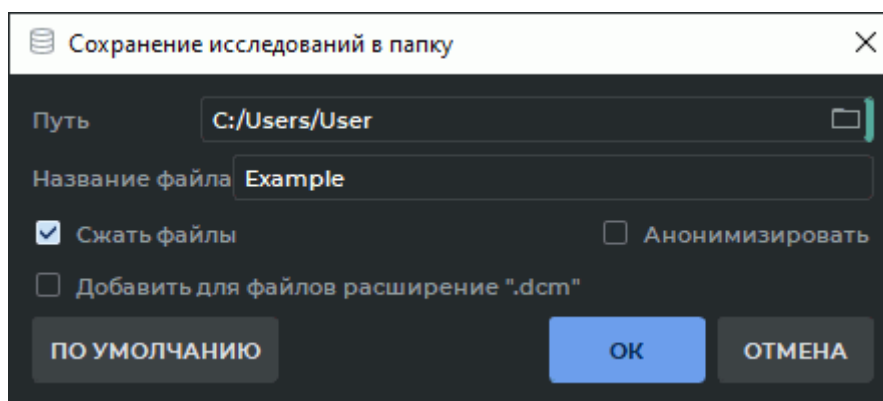 Сохранение исследований в папку
Путь C:/Users/User
Название файла Example
Сжать файлы Анонимизировать
Добавить для файлов расширение ".dcm"
ПО УМОЛЧАНИЮ ОК ОТМЕНА